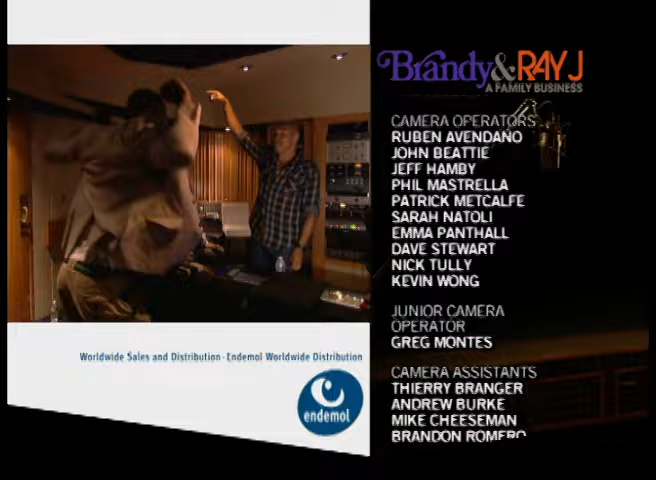 Brandy & RAY J
A FAMILY BUSINESS
CAMERA OPERATORS
RUBEN AVENDAÑO
JOHN BEATTIE
JEFF HAMBY
PHIL MASTRELLA
PATRICK METCALFE
SARAH NATOLI
EMMA PANTHALL
DAVE STEWART
NICK TULLY
KEVIN WONG
JUNIOR CAMERA
OPERATOR
GREG MONTES
CAMERA ASSISTANTS
THIERRY BRANGER
ANDREW BURKE
MIKE CHEESEMAN
BRANDON ROMERO
Worldwide Sales and Distribution - Endemol Worldwide Distribution
endemol